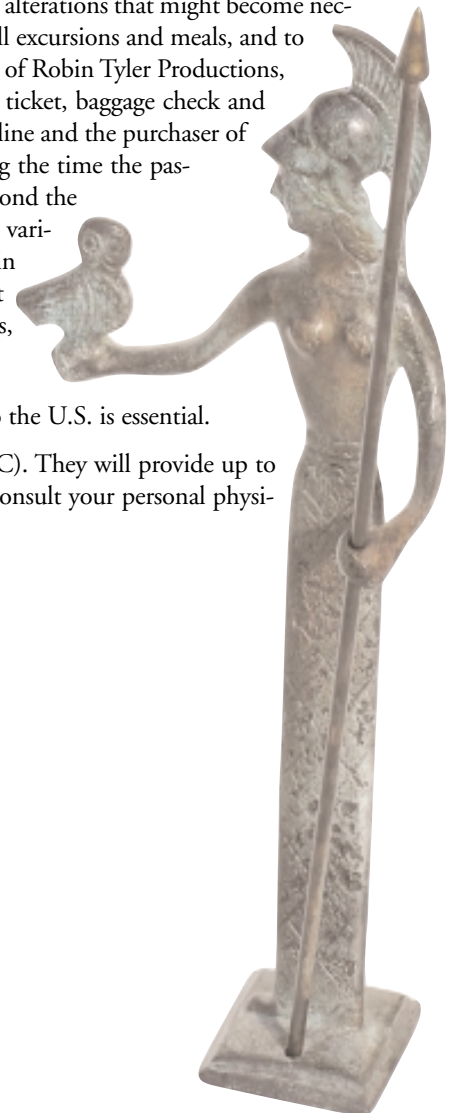 alterations that might become nec-
ll excursions and meals, and to
of Robin Tyler Productions,
ticket, baggage check and
line and the purchaser of
g the time the pas-
ond the
vari-
in
t
s,
o the U.S. is essential.
C). They will provide up to
onsult your personal physi-